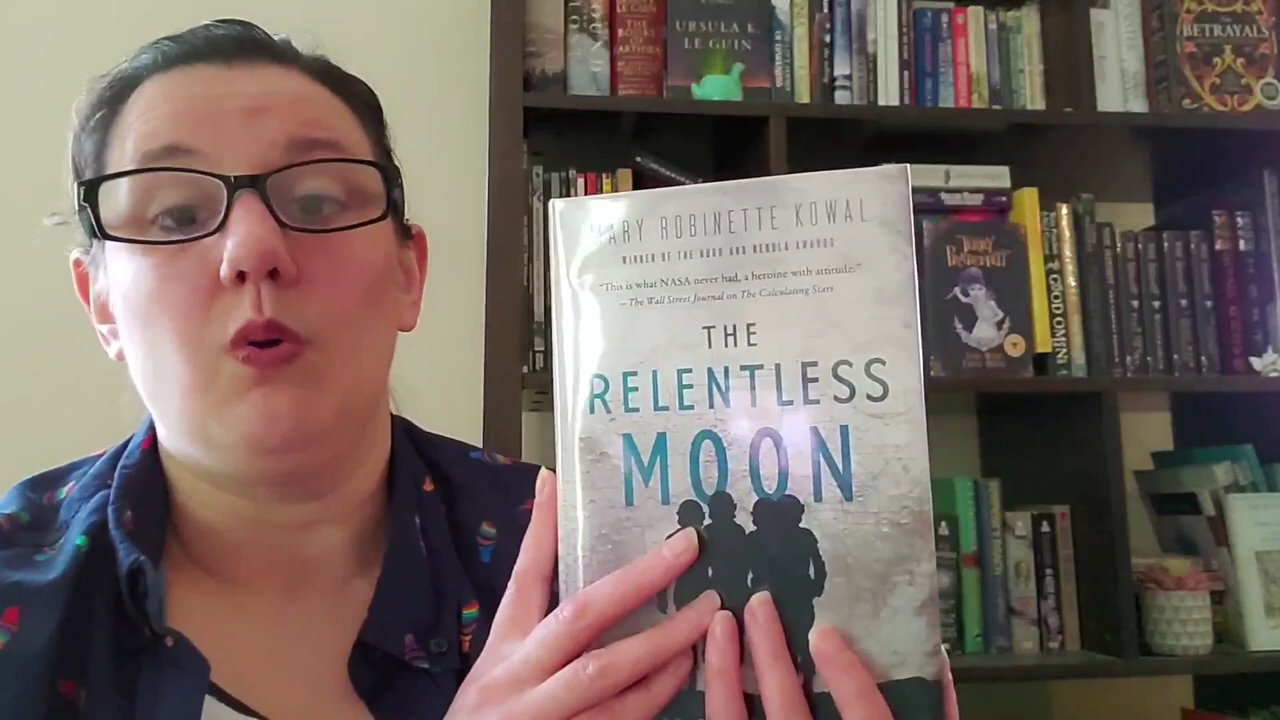 URSULA K.
LE GUIN
BETRAYALS
MARY ROBINETTE KOWAL
WINNER OF THE HUGO AND NEBULA AWARDS
"This is what NASA never had, a heroine with attitude."
—The Wall Street Journal on The Calculating Stars
THE
RELENTLESS
MOON
TERRY
PRATCHETT
GOOD OMENS